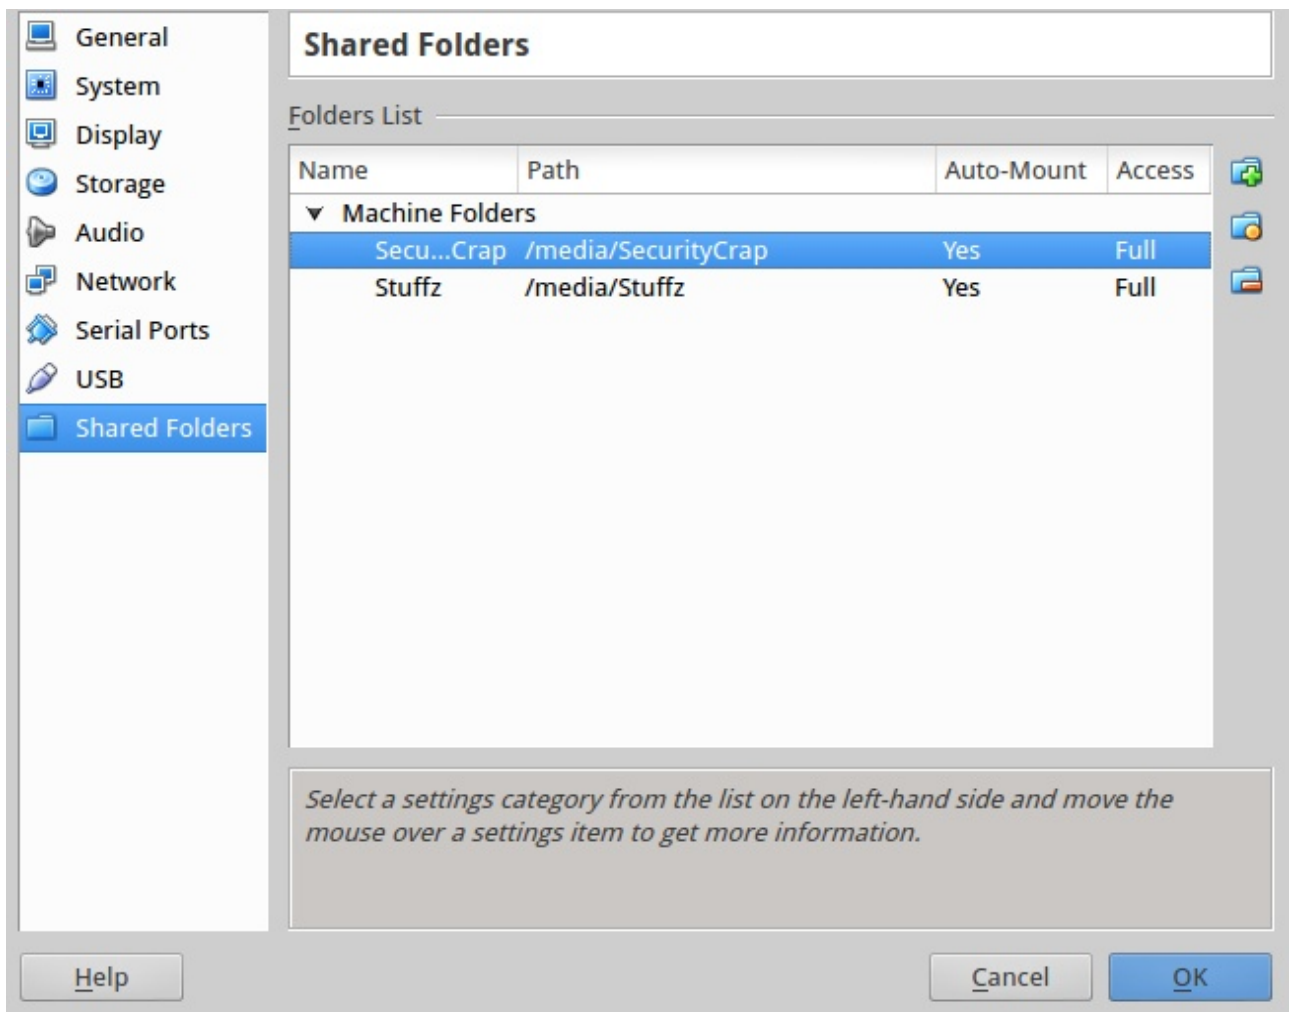 General
System
Display
Storage
Audio
Network
Serial Ports
USB
Shared Folders
Shared Folders
Folders List
Name Path Auto-Mount Access
Machine Folders
Secu...Crap /media/SecurityCrap Yes Full
Stuffz /media/Stuffz Yes Full
Select a settings category from the list on the left-hand side and move the
mouse over a settings item to get more information.
Help Cancel OK